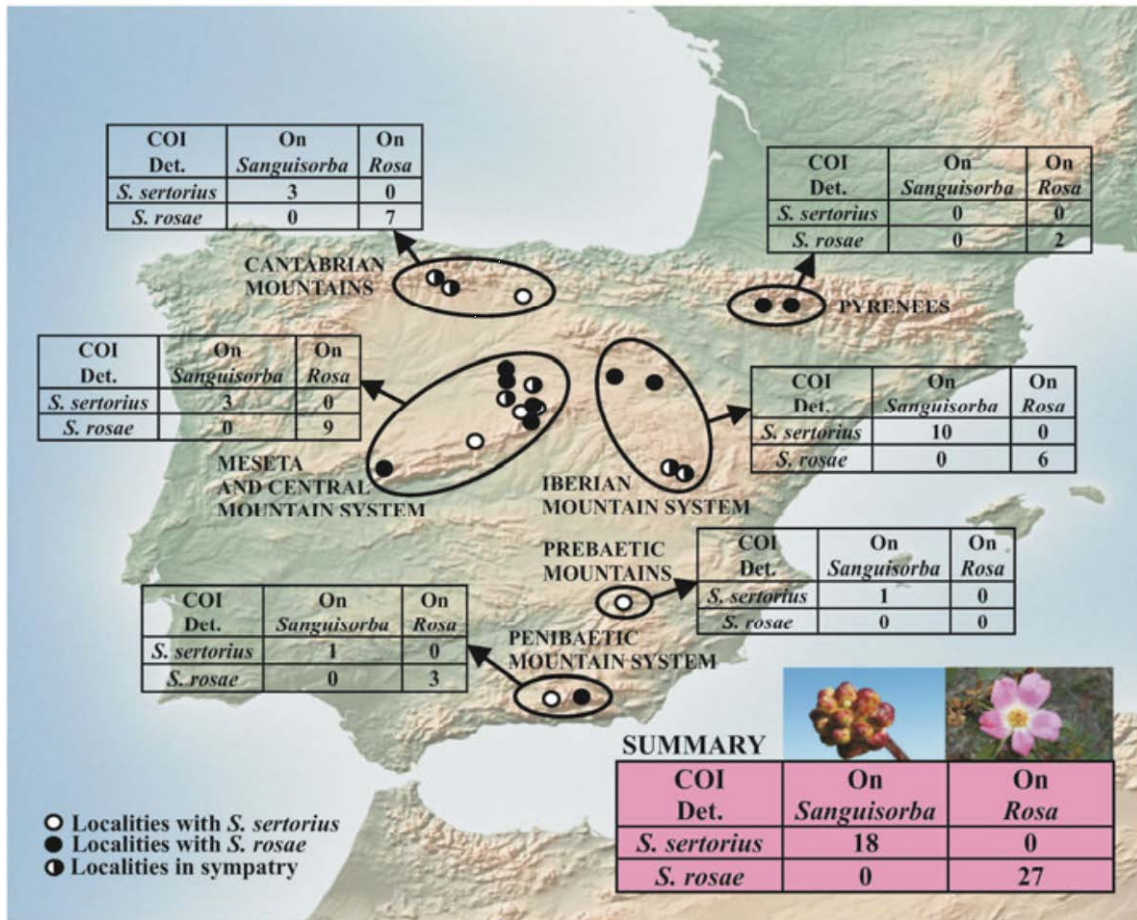 COI On On
Det. Sanguisorba Rosa
S. sertorius 3 0
S. rosae 0 7
CANTABRIAN
MOUNTAINS
COI On On
Det. Sanguisorba Rosa
S. sertorius 0 0
S. rosae 0 2
PYRENEES
COI On On
Det. Sanguisorba Rosa
S. sertorius 3 0
S. rosae 0 9
MESETA
AND CENTRAL
MOUNTAIN SYSTEM
COI On On
Det. Sanguisorba Rosa
S. sertorius 10 0
S. rosae 0 6
IBERIAN
MOUNTAIN SYSTEM
PREBAETIC
MOUNTAINS
COI On On
Det. Sanguisorba Rosa
S. sertorius 1 0
S. rosae 0 0
COI On On
Det. Sanguisorba Rosa
S. sertorius 1 0
S. rosae 0 3
PENIBAETIC
MOUNTAIN SYSTEM
SUMMARY
COI On On
Det. Sanguisorba Rosa
S. sertorius 18 0
S. rosae 0 27
Localities with S. sertorius
Localities with S. rosae
Localities in sympatry